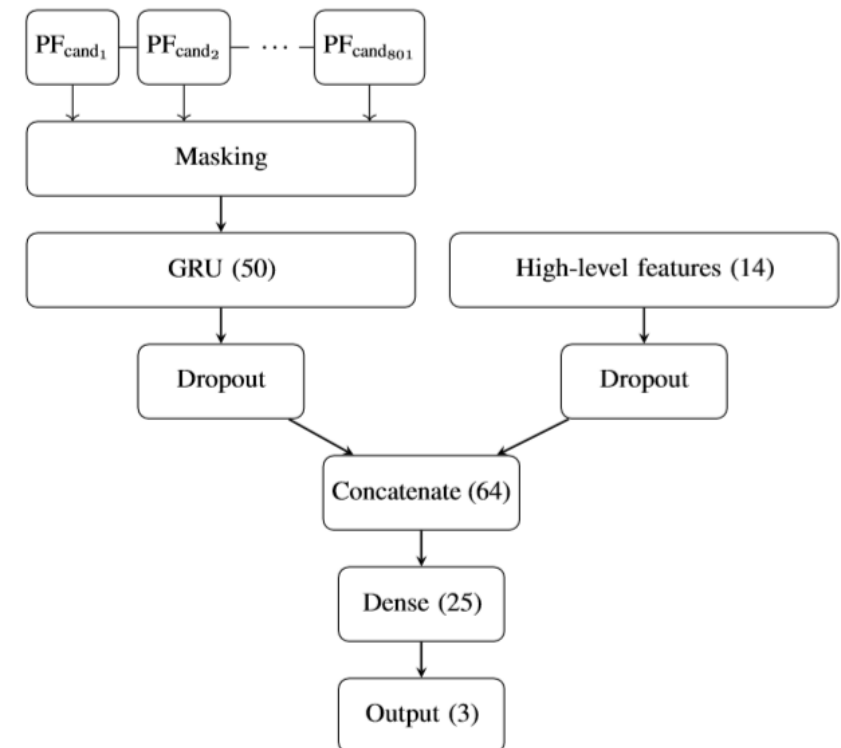 PFcand1 PFcand2 ... PFcand801
Masking
GRU (50)
High-level features (14)
Dropout
Dropout
Concatenate (64)
Dense (25)
Output (3)